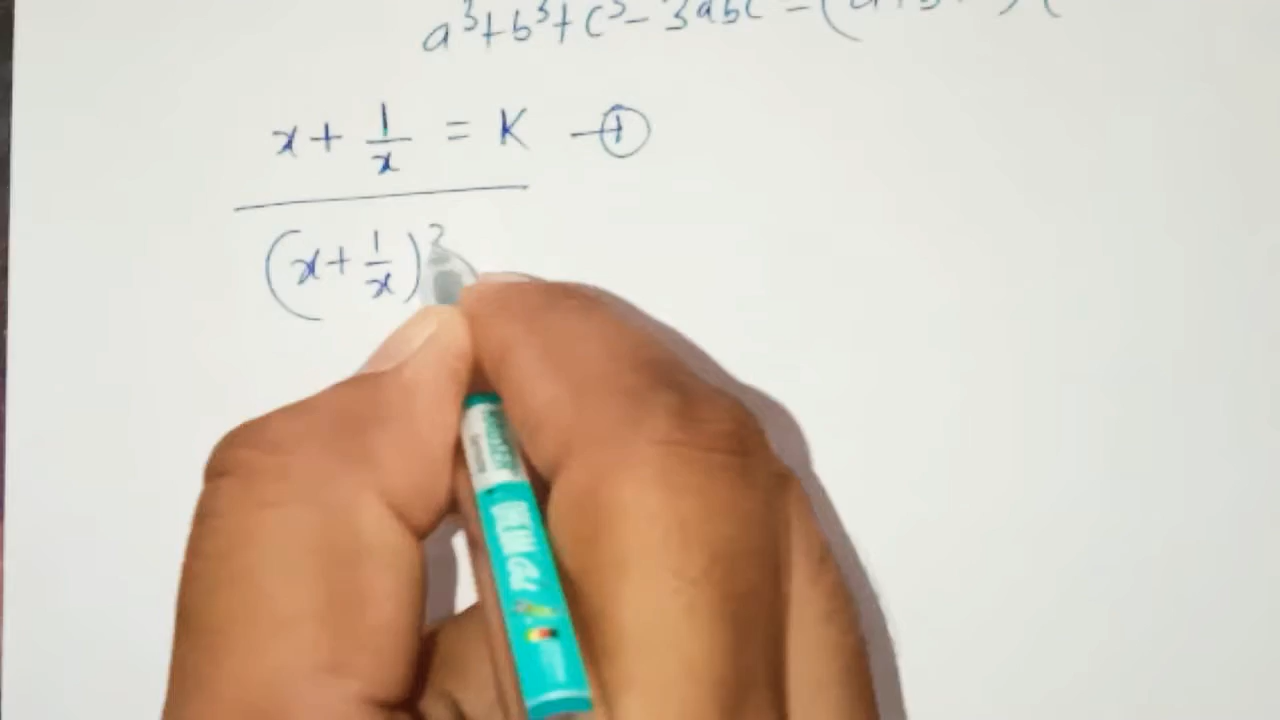 a³+b³+c³-3abc = (a+b
x + 1/x = K —①
(x + 1/x)²